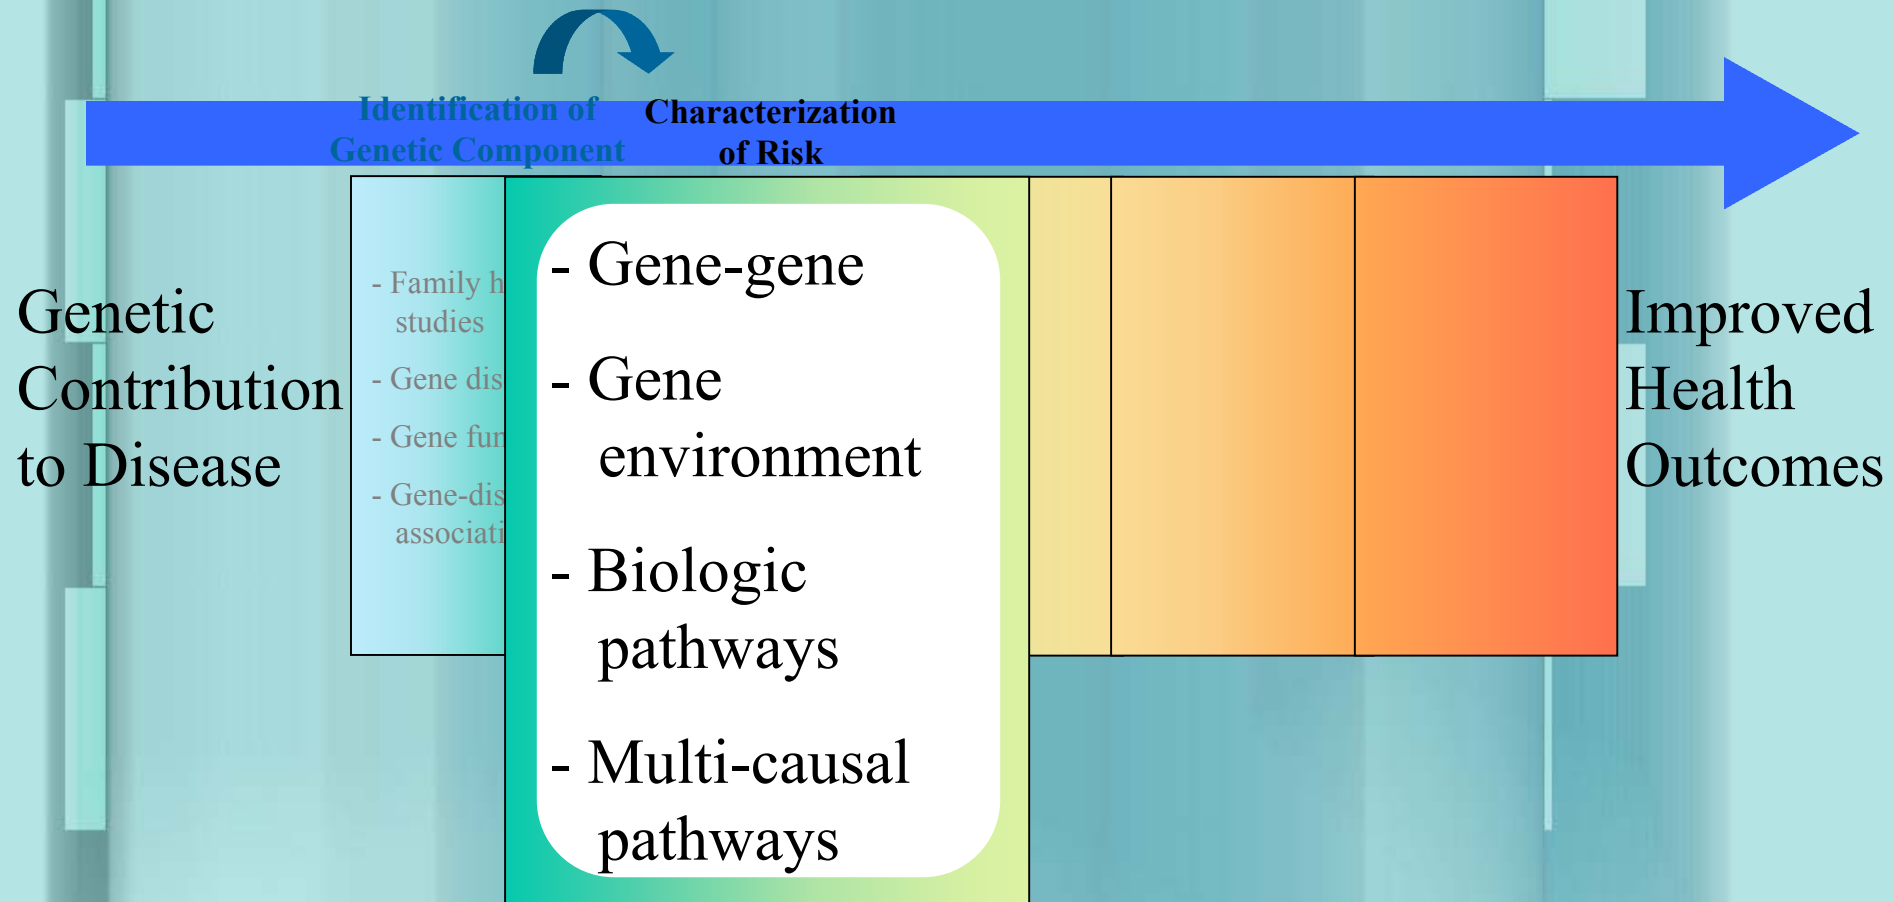 Identification of
Genetic Component
Characterization
of Risk
Genetic
Contribution
to Disease
- Family
studies
- Gene
- Gene
- Gene-
- Gene-gene
- Gene
environment
- Biologic
pathways
- Multi-causal
pathways
Improved
Health
Outcomes